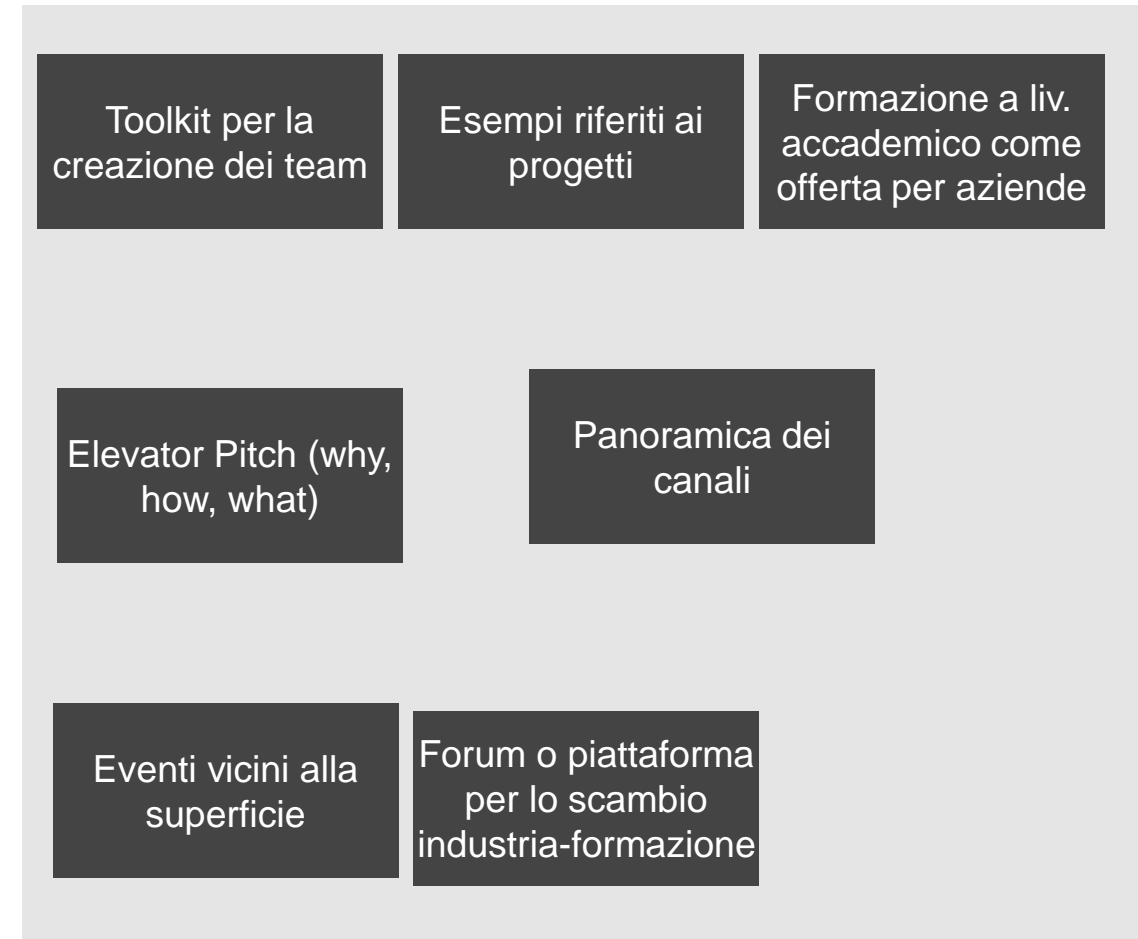 Toolkit per la
creazione dei team
Esempi riferiti ai
progetti
Formazione a liv.
accademico come
offerta per aziende
Elevator Pitch (why,
how, what)
Panoramica dei
canali
Eventi vicini alla
superficie
Forum o piattaforma
per lo scambio
industria-formazione